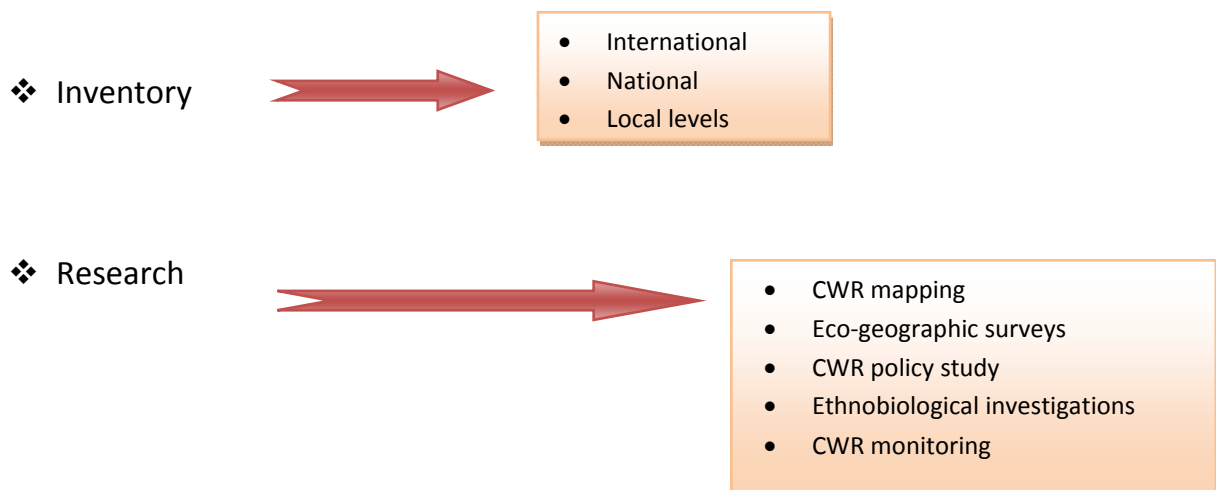 ❖ Inventory
• International
• National
• Local levels
❖ Research
• CWR mapping
• Eco-geographic surveys
• CWR policy study
• Ethnobiological investigations
• CWR monitoring